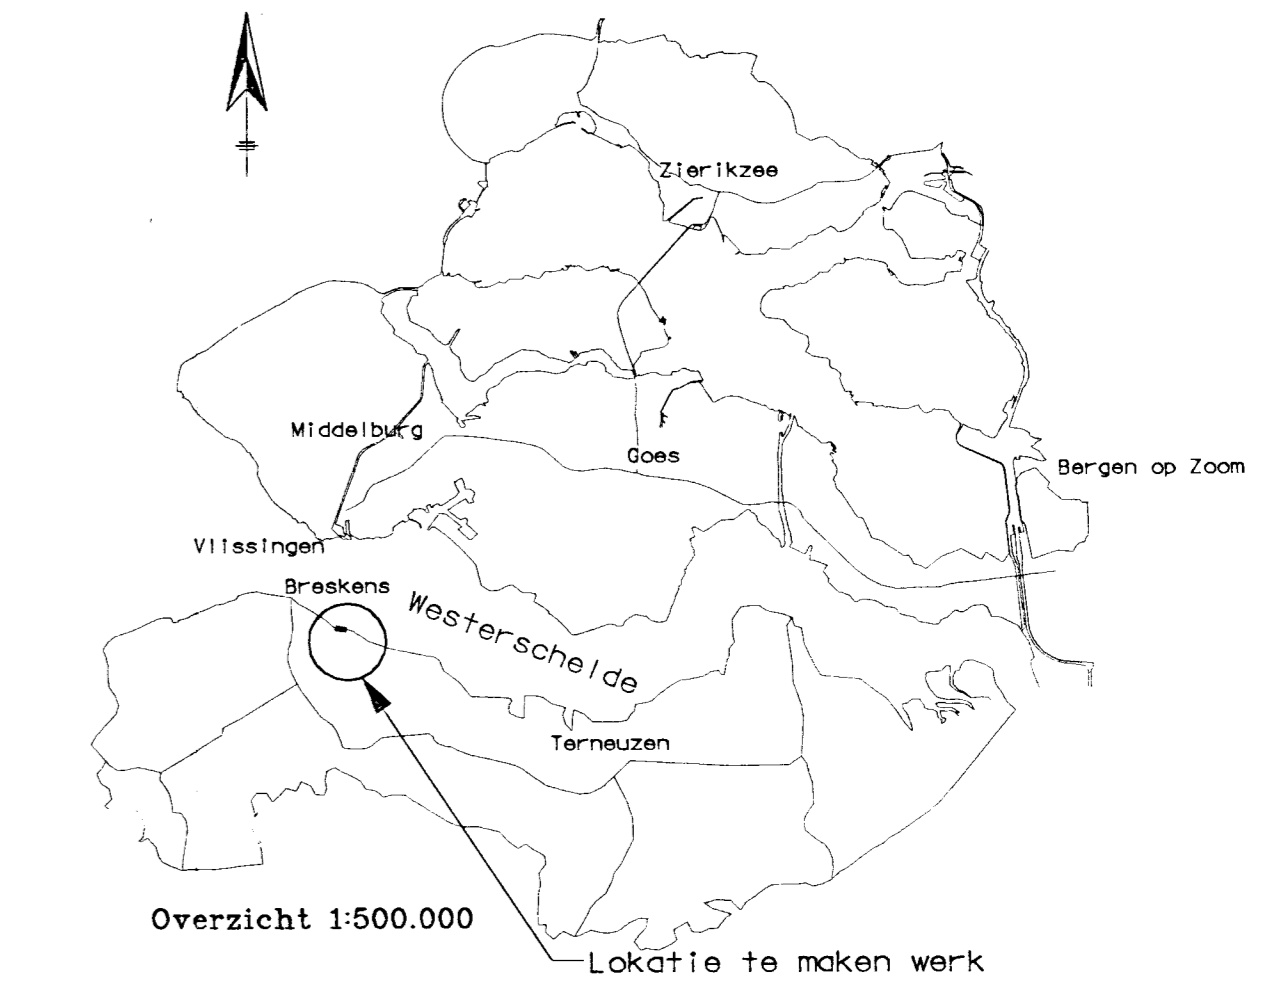 Zierikzee
Middelburg
Goes
Bergen op Zoom
Vlissingen
Breskens
Westerschelde
Terneuzen
Overzicht 1:500.000
Lokatie te maken werk